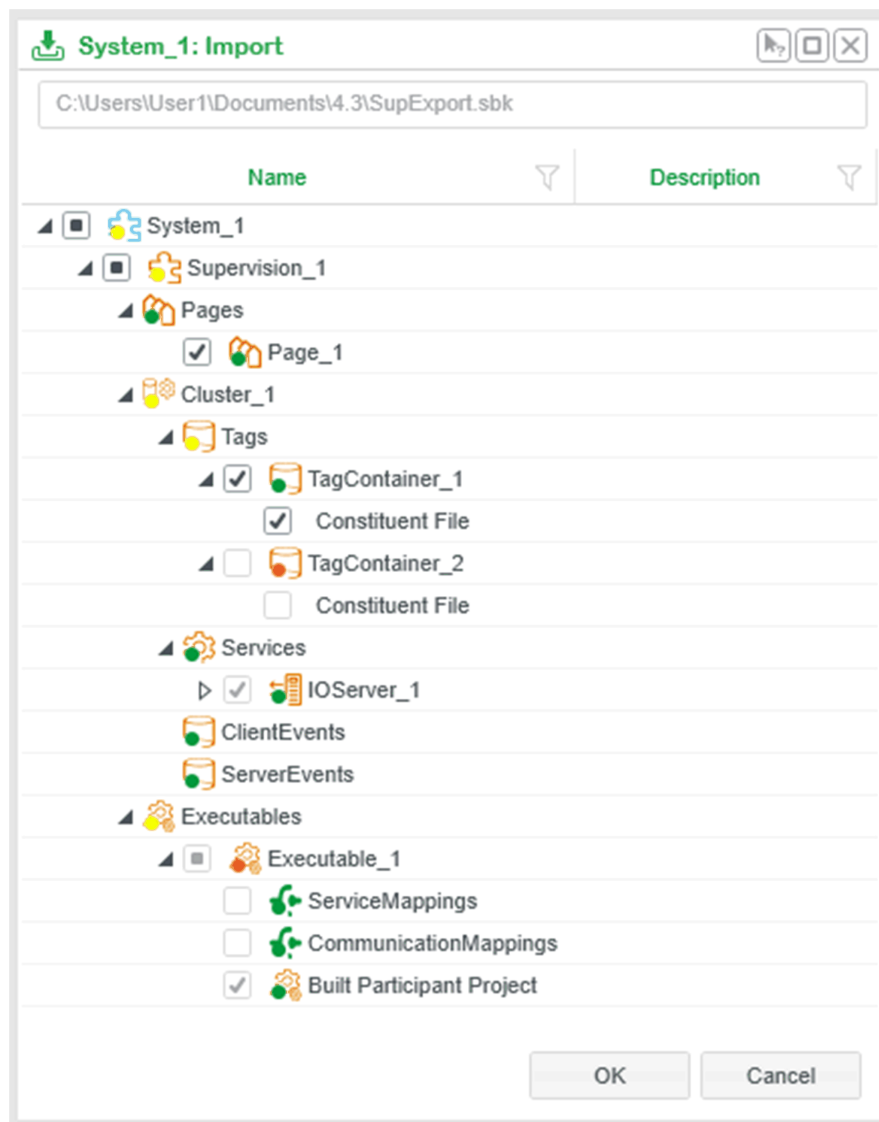 System_1: Import
C:\Users\User1\Documents\4.3\SupExport.sbk
Name Description
System_1
Supervision_1
Pages
Page_1
Cluster_1
Tags
TagContainer_1
Constituent File
TagContainer_2
Constituent File
Services
IOServer_1
ClientEvents
ServerEvents
Executables
Executable_1
ServiceMappings
CommunicationMappings
Built Participant Project
OK Cancel